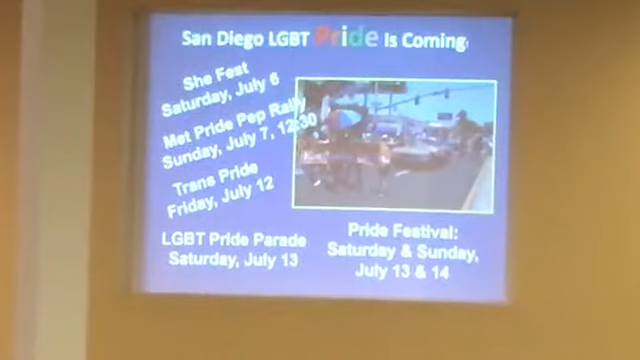 San Diego LGBT Pride Is Coming!
She Fest
Saturday, July 6
Met Pride Pep Rally
Sunday, July 7, 12:30
Trans Pride
Friday, July 12
LGBT Pride Parade
Saturday, July 13
Pride Festival:
Saturday & Sunday,
July 13 & 14